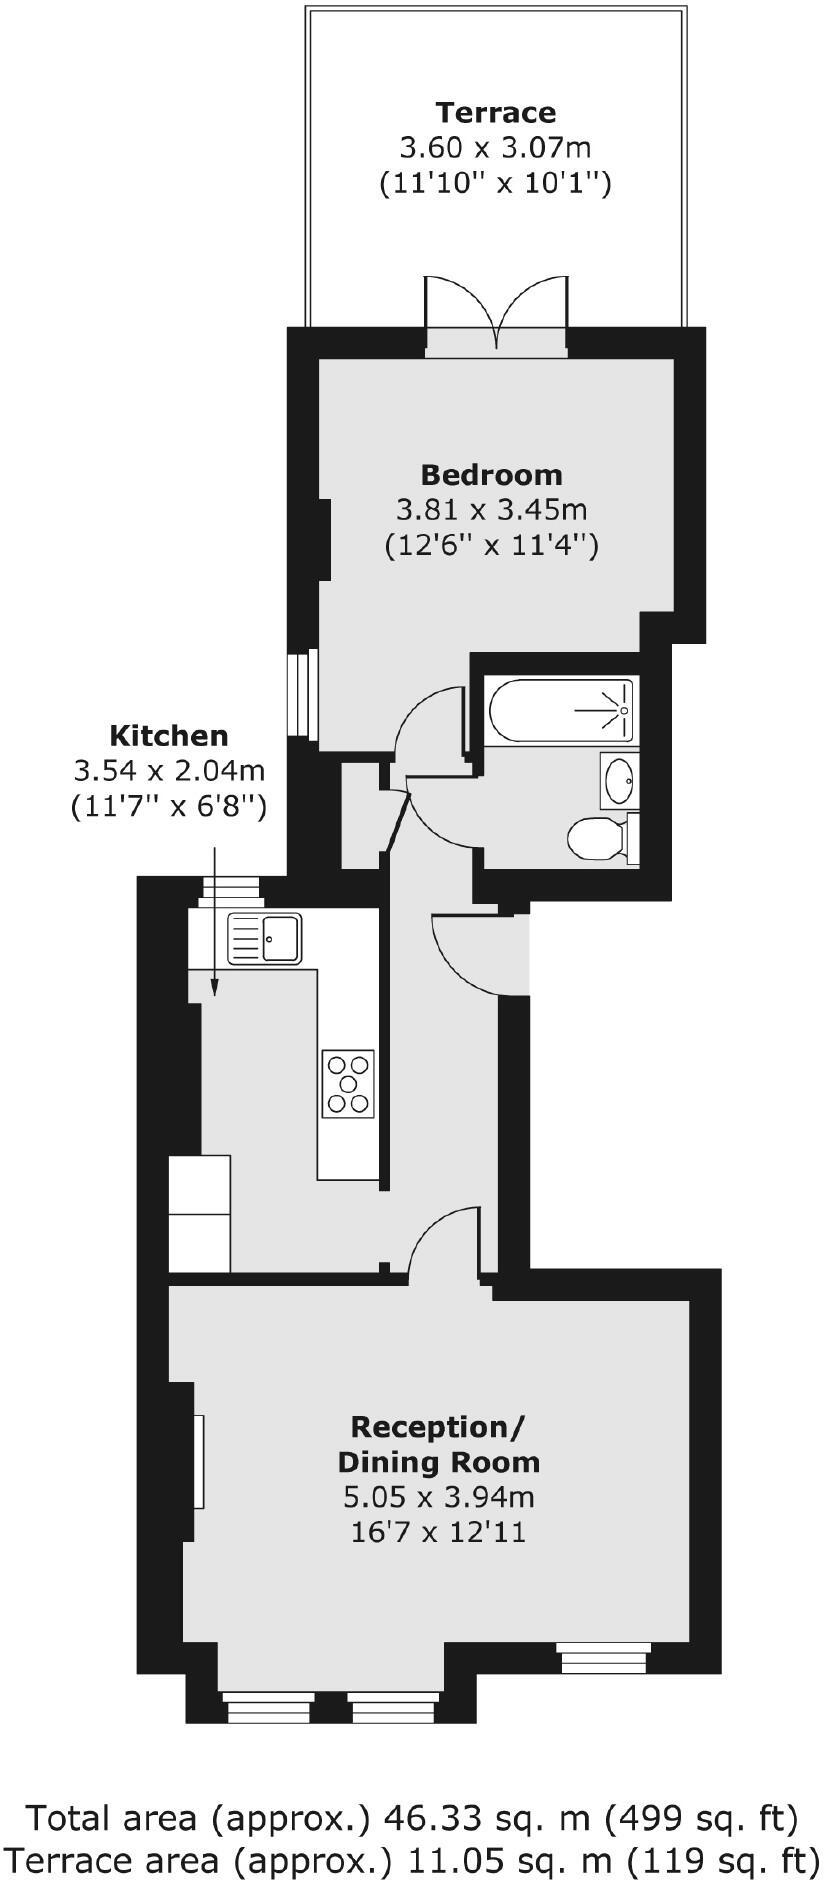 Terrace
3.60 x 3.07m
(11'10" x 10'1")
Bedroom
3.81 x 3.45m
(12'6" x 11'4")
Kitchen
3.54 x 2.04m
(11'7" x 6'8")
Reception/
Dining Room
5.05 x 3.94m
16'7 x 12'11
Total area (approx.) 46.33 sq. m (499 sq. ft)
Terrace area (approx.) 11.05 sq. m (119 sq. ft)